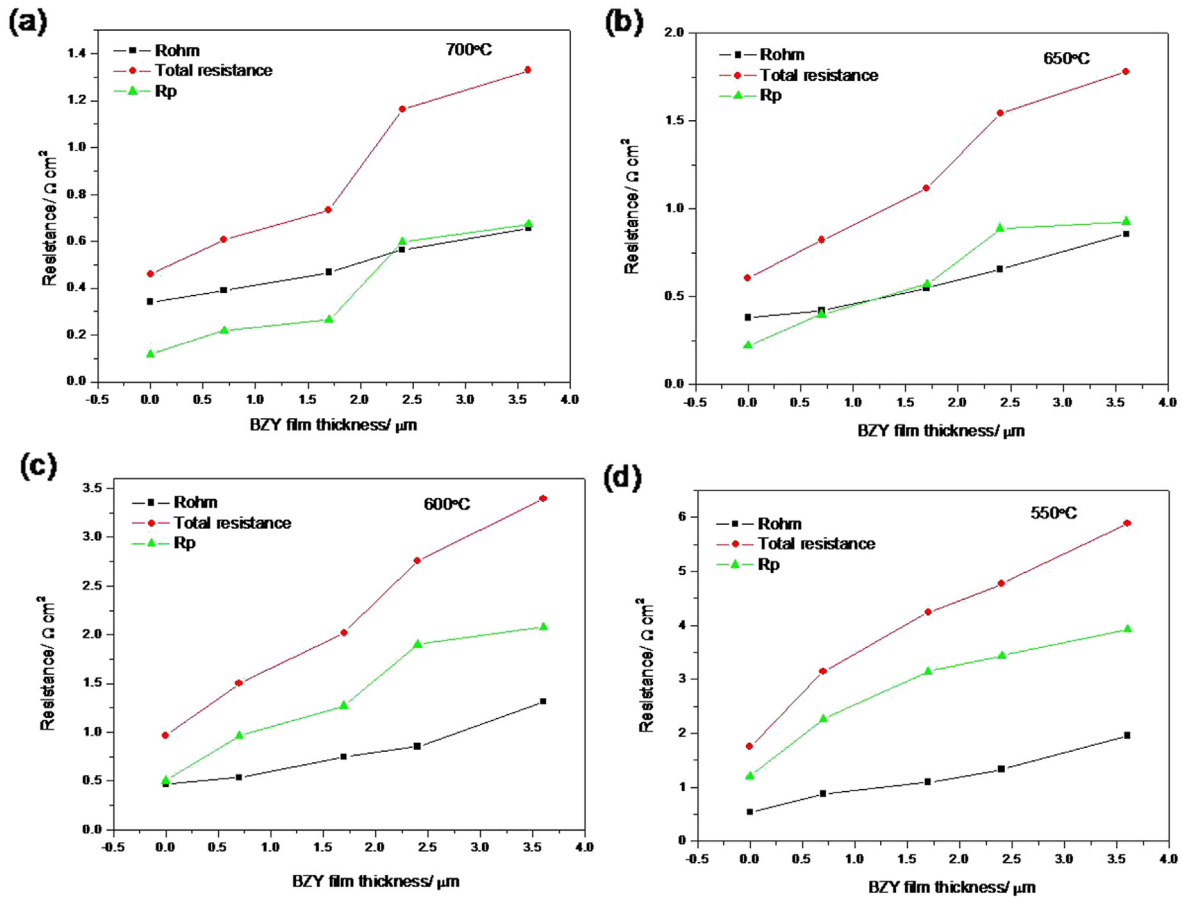 (a)
700°C
Rohm
Total resistance
Rp
Resistance/ Ω cm²
1.4
1.2
1.0
0.8
0.6
0.4
0.2
0.0
-0.5 0.0 0.5 1.0 1.5 2.0 2.5 3.0 3.5 4.0
BZY film thickness/ μm
(b)
650°C
Rohm
Total resistance
Rp
Resistance/ Ω cm²
2.0
1.5
1.0
0.5
0.0
-0.5 0.0 0.5 1.0 1.5 2.0 2.5 3.0 3.5 4.0
BZY film thickness/ μm
(c)
600°C
Rohm
Total resistance
Rp
Resistance/ Ω cm²
3.5
3.0
2.5
2.0
1.5
1.0
0.5
0.0
-0.5 0.0 0.5 1.0 1.5 2.0 2.5 3.0 3.5 4.0
BZY film thickness/ μm
(d)
550°C
Rohm
Total resistance
Rp
Resistance/ Ω cm²
6
5
4
3
2
1
0
-0.5 0.0 0.5 1.0 1.5 2.0 2.5 3.0 3.5 4.0
BZY film thickness/ μm